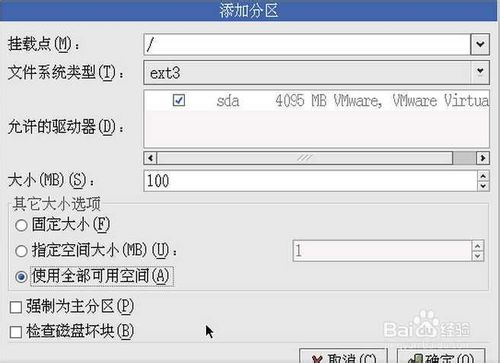 添加分区
挂载点(M):
/
文件系统类型(T):
ext3
sda 4095 MB VMware, VMware Virtua
允许的驱动器(D):
大小(MB)(S):
100
其它大小选项
固定大小(F)
指定空间大小(MB)(U):
1
使用全部可用空间(A)
强制为主分区(P)
检查磁盘坏块(B)
取消(C)
确定(O)
Baidu经验